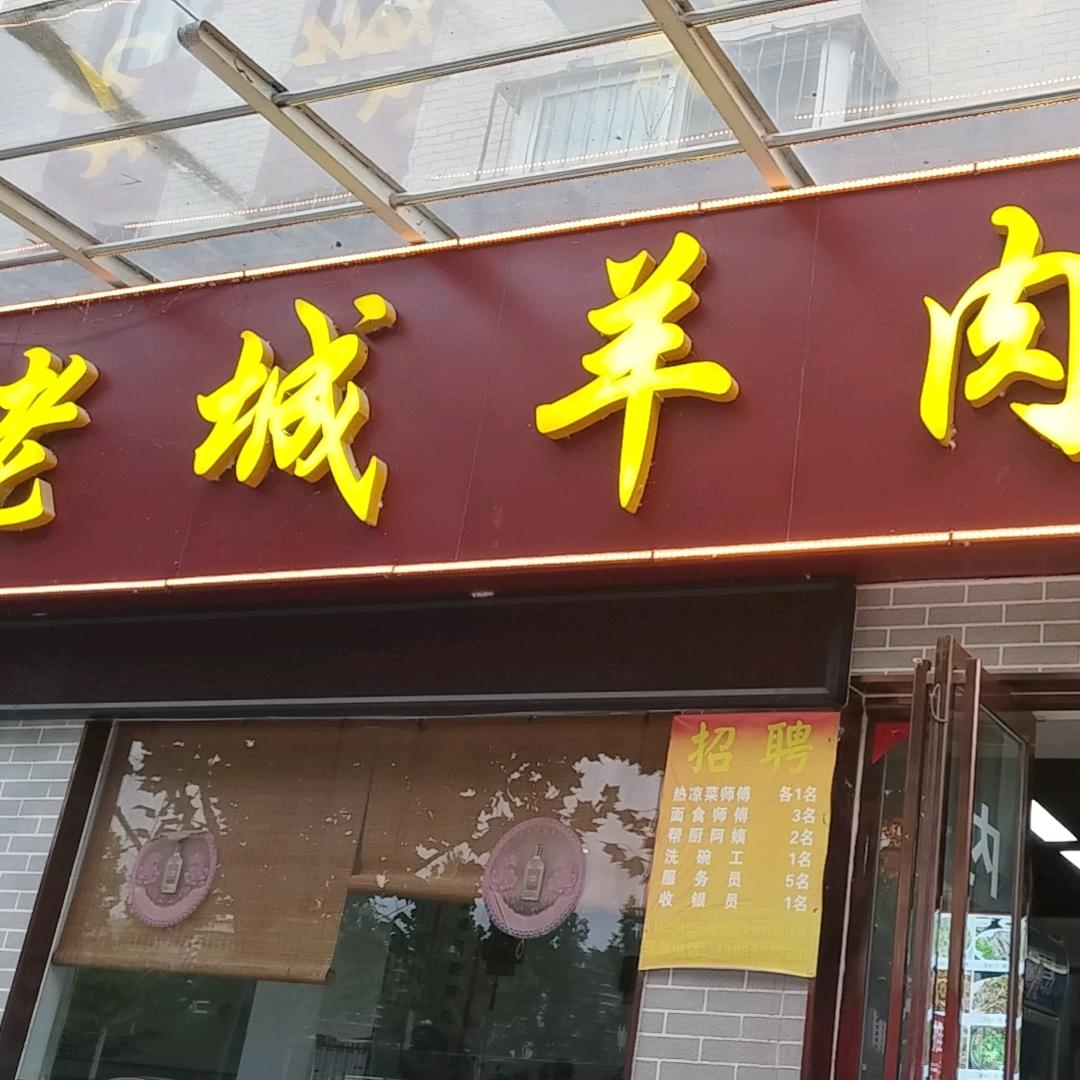 老城羊肉
招聘
热凉菜师傅 各1名
面食师傅 3名
帮厨阿姨 2名
洗碗工 1名
服务员 5名
收银员 1名